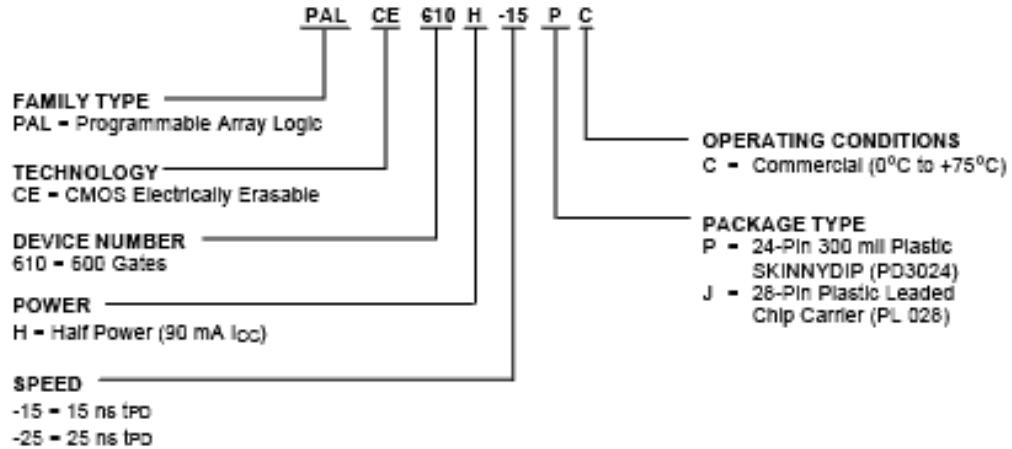 PAL CE 610 H -15 P C
FAMILY TYPE
PAL = Programmable Array Logic
TECHNOLOGY
CE = CMOS Electrically Erasable
DEVICE NUMBER
610 = 600 Gates
POWER
H = Half Power (90 mA ICC)
SPEED
-15 = 15 ns tPD
-25 = 25 ns tPD
OPERATING CONDITIONS
C = Commercial (0°C to +75°C)
PACKAGE TYPE
P = 24-Pin 300 mil Plastic
SKINNYDIP (PD3024)
J = 28-Pin Plastic Leaded
Chip Carrier (PL 028)